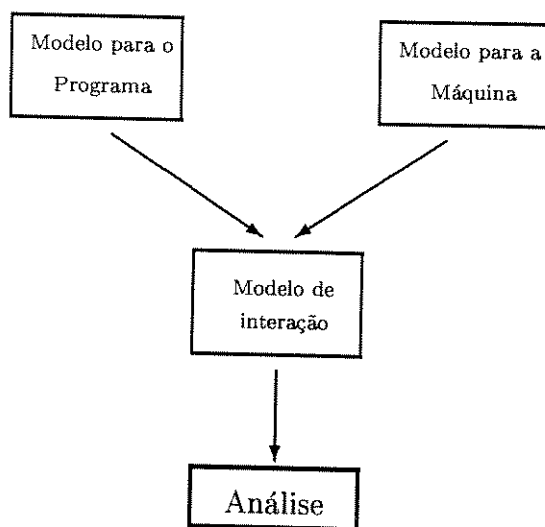 Modelo para o
Programa
Modelo para a
Máquina
Modelo de
interação
Análise